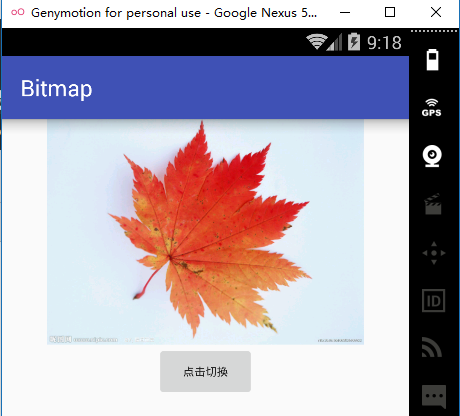 Genymotion for personal use - Google Nexus 5...
9:18
Bitmap
GPS
ID
点击切换